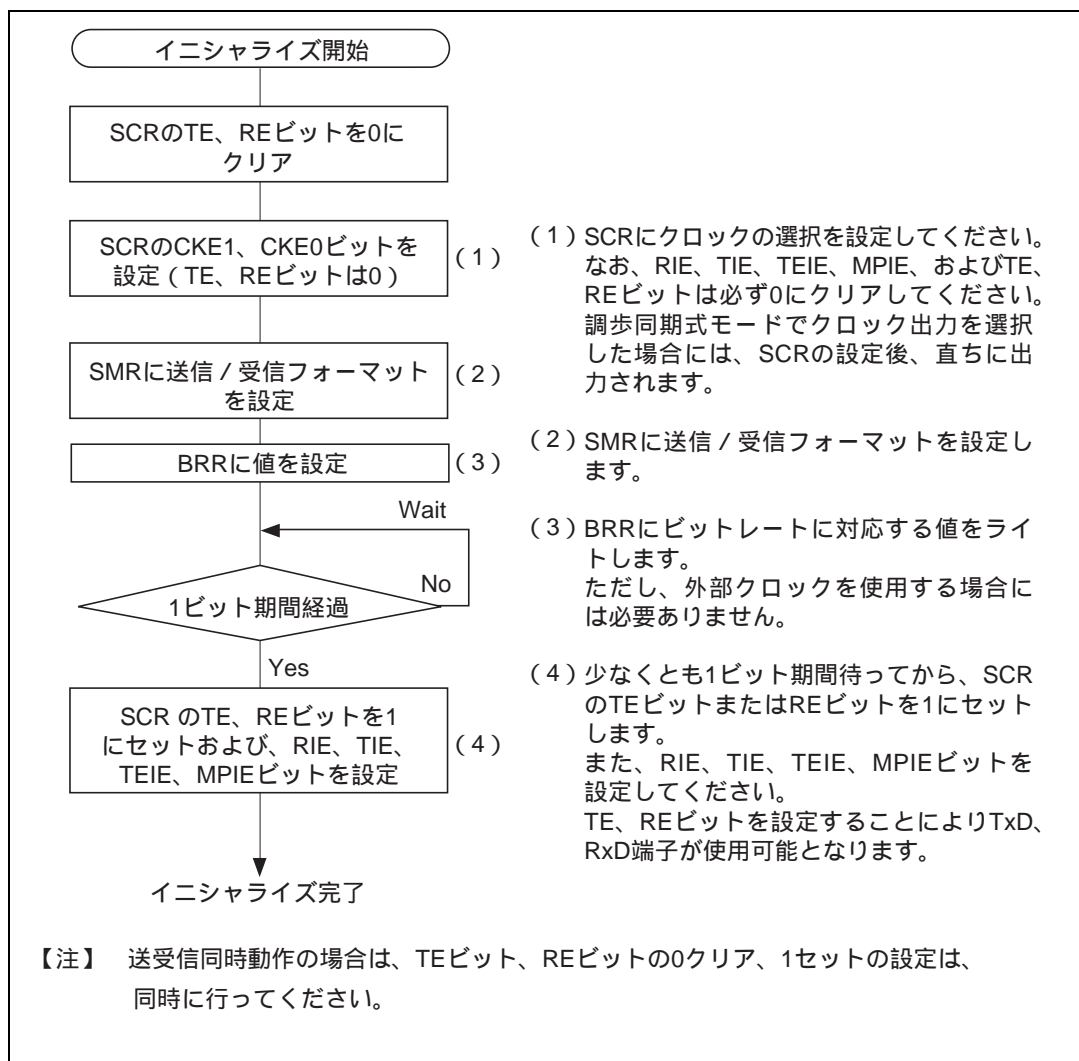 イニシャライズ開始
SCRのTE、REビットを0に
クリア
SCRのCKE1、CKE0ビットを
設定（TE、REビットは0）
（1）
SMRに送信／受信フォーマット
を設定
（2）
BRRに値を設定
（3）
Wait
No
1ビット期間経過
Yes
SCR のTE、REビットを1
にセットおよび、RIE、TIE、
TEIE、MPIEビットを設定
（4）
イニシャライズ完了
（1）SCRにクロックの選択を設定してください。
なお、RIE、TIE、TEIE、MPIE、およびTE、
REビットは必ず0にクリアしてください。
調歩同期式モードでクロック出力を選択
した場合には、SCRの設定後、直ちに出
力されます。
（2）SMRに送信／受信フォーマットを設定し
ます。
（3）BRRにビットレートに対応する値をライ
トします。
ただし、外部クロックを使用する場合に
は必要ありません。
（4）少なくとも1ビット期間待ってから、SCR
のTEビットまたはREビットを1にセット
します。
また、RIE、TIE、TEIE、MPIEビットを
設定してください。
TE、REビットを設定することによりTxD、
RxD端子が使用可能となります。
【注】 送受信同時動作の場合は、TEビット、REビットの0クリア、1セットの設定は、
同時に行ってください。